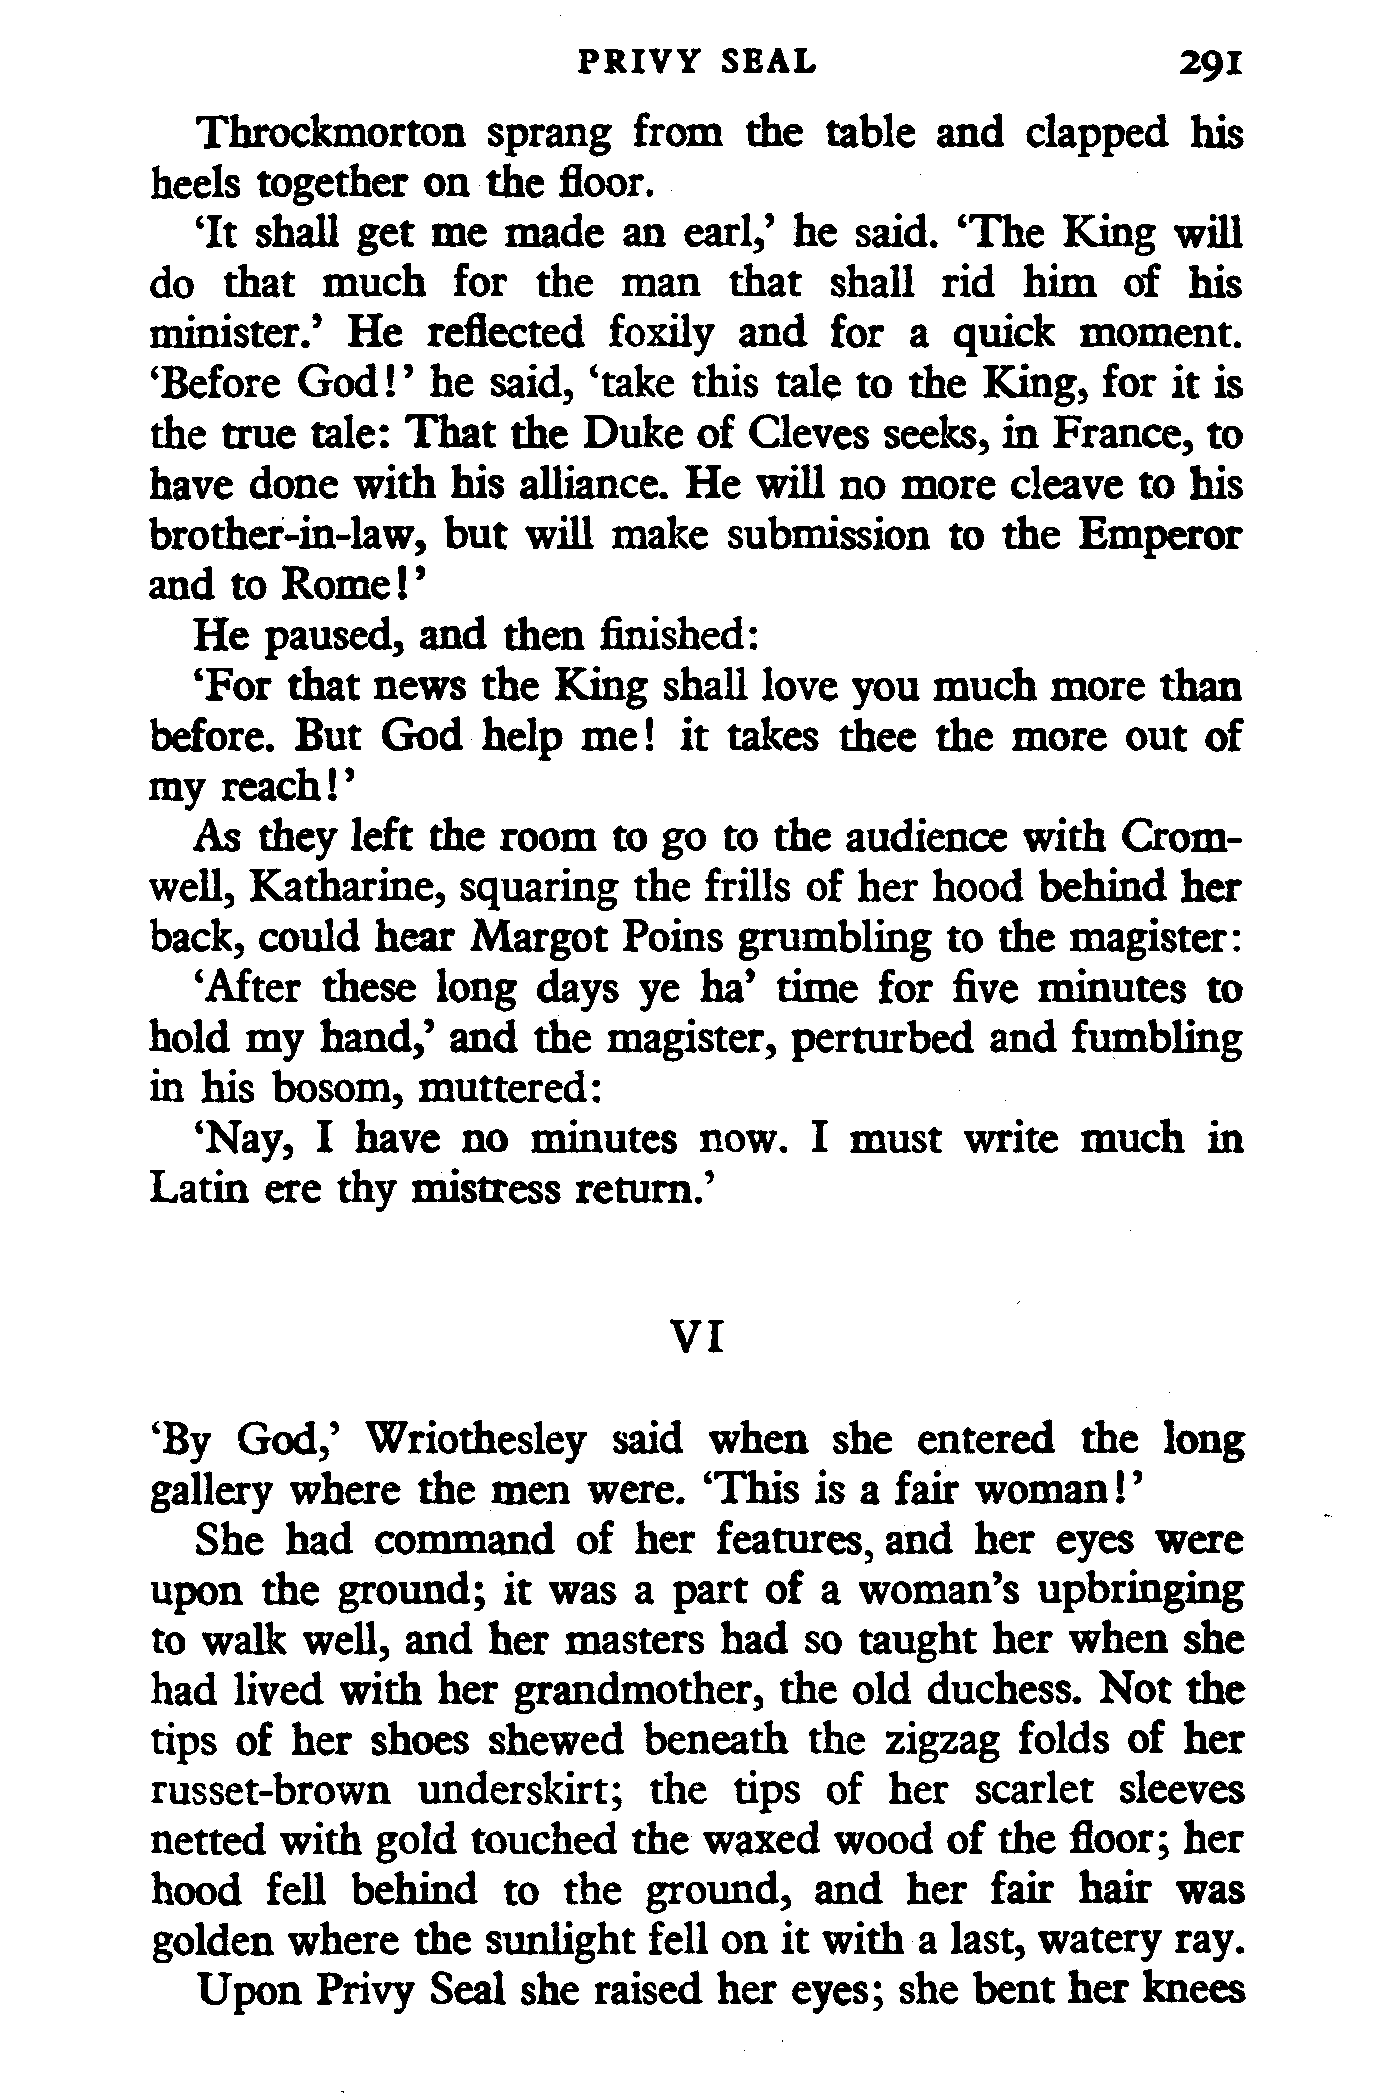 PRIVY SEAL 291
Throckmorton sprang from the table and clapped his
heels together on the floor.
‘It shall get me made an earl,’ he said. ‘The King will
do that much for the man that shall rid him of his
minister.’ He reflected foxily and for a quick moment.
‘Before God!’ he said, ‘take this tale to the King, for it is
the true tale: That the Duke of Cleves seeks, in France, to
have done with his alliance. He will no more cleave to his
brother-in-law, but will make submission to the Emperor
and to Rome!’
He paused, and then finished:
‘For that news the King shall love you much more than
before. But God help me! it takes thee the more out of
my reach!’
As they left the room to go to the audience with Crom-
well, Katharine, squaring the frills of her hood behind her
back, could hear Margot Poins grumbling to the magister:
‘After these long days ye ha’ time for five minutes to
hold my hand,’ and the magister, perturbed and fumbling
in his bosom, muttered:
‘Nay, I have no minutes now. I must write much in
Latin ere thy mistress return.’
VI
‘By God,’ Wriothesley said when she entered the long
gallery where the men were. ‘This is a fair woman!’
She had command of her features, and her eyes were
upon the ground; it was a part of a woman’s upbringing
to walk well, and her masters had so taught her when she
had lived with her grandmother, the old duchess. Not the
tips of her shoes shewed beneath the zigzag folds of her
russet-brown underskirt; the tips of her scarlet sleeves
netted with gold touched the waxed wood of the floor; her
hood fell behind to the ground, and her fair hair was
golden where the sunlight fell on it with a last, watery ray.
Upon Privy Seal she raised her eyes; she bent her knees